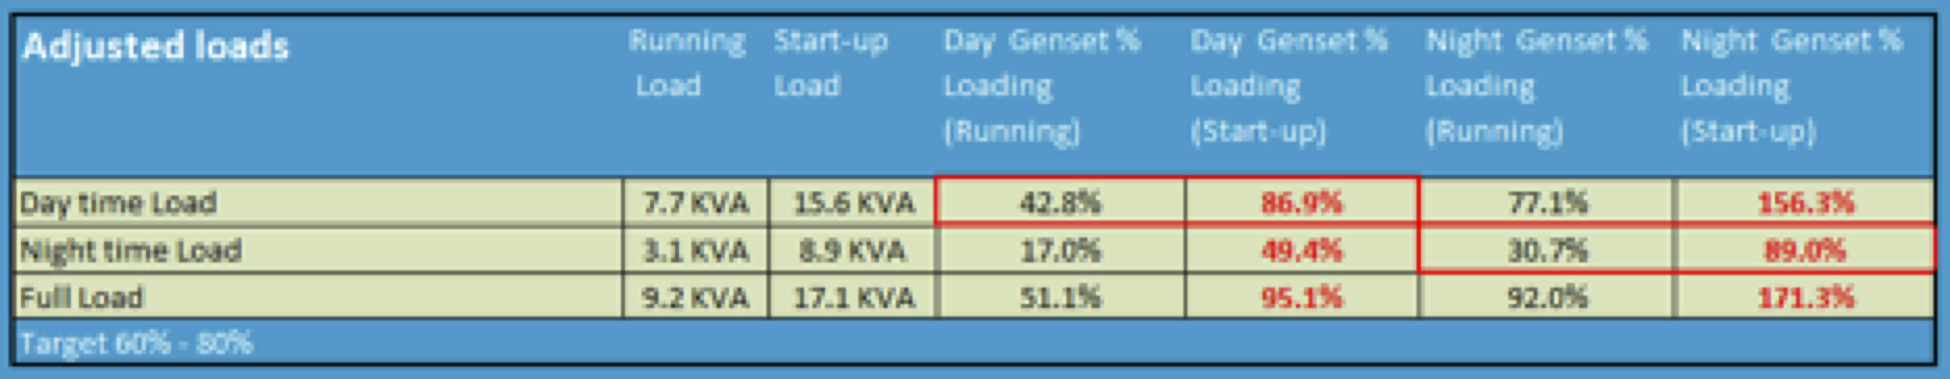 Adjusted loads Running Load Start-up Load Day Genset % Loading (Running) Day Genset % Loading (Start-up) Night Genset % Loading (Running) Night Genset % Loading (Start-up)
Day time Load 7.7 KVA 15.6 KVA 42.8% 86.9% 77.1% 156.3%
Night time Load 3.1 KVA 8.9 KVA 17.0% 49.4% 30.7% 89.0%
Full Load 9.2 KVA 17.1 KVA 51.1% 95.1% 92.0% 171.3%
Target 60% - 80%